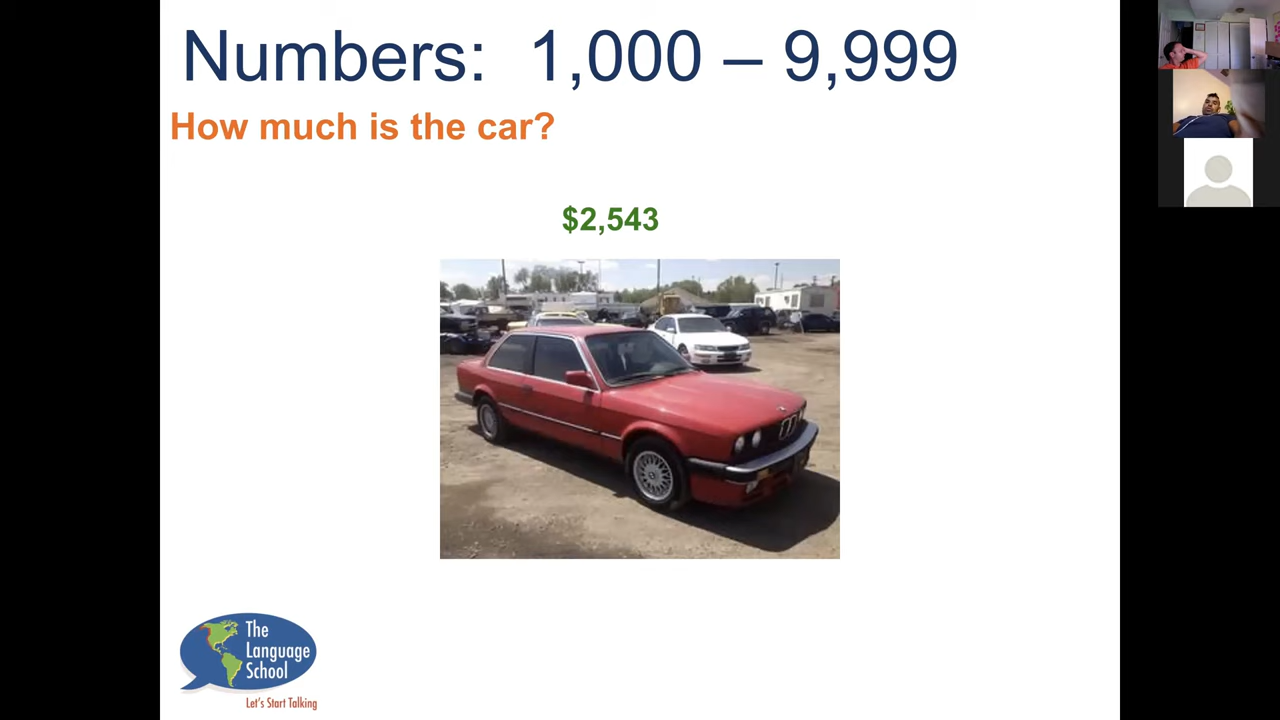 Numbers: 1,000 – 9,999
How much is the car?
$2,543
The
Language
School
Let's Start Talking